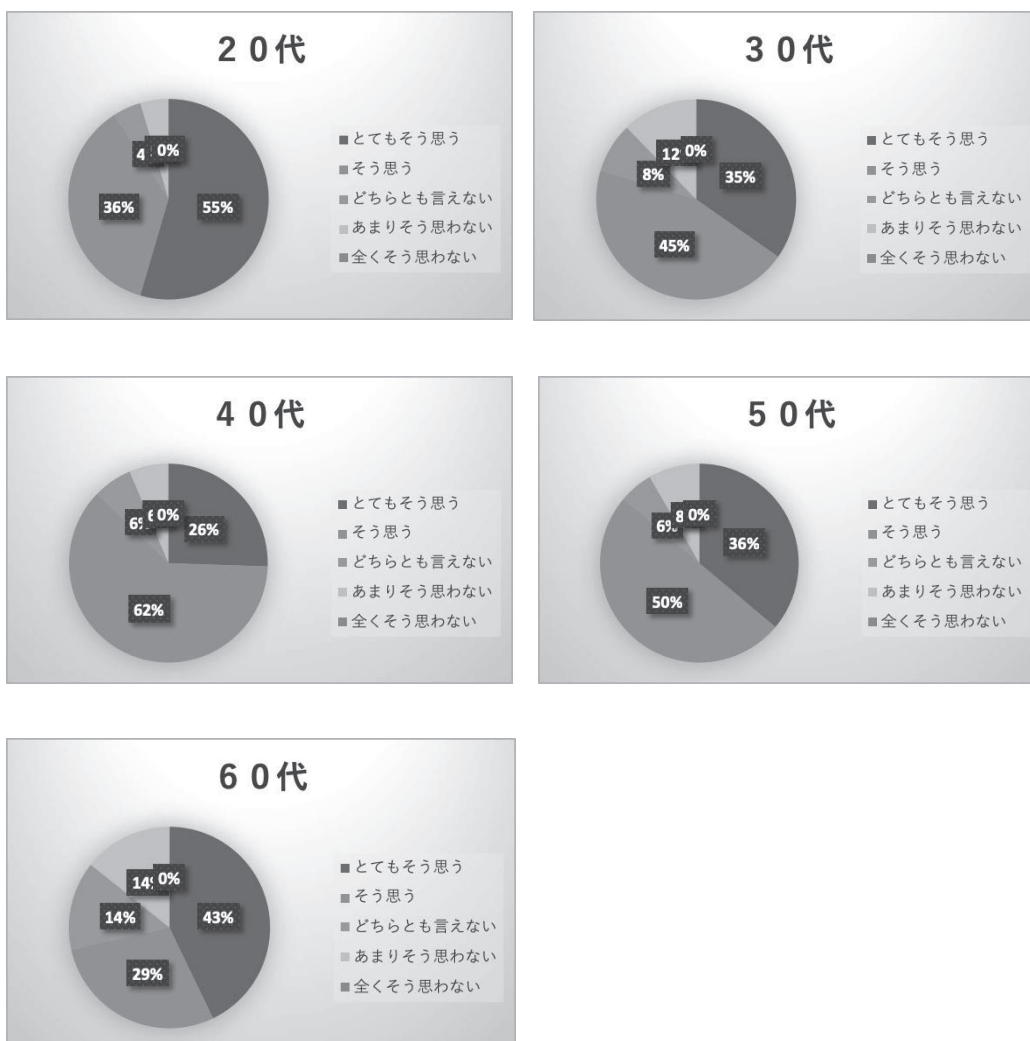 ２０代
0%
36%
55%
とてもそう思う
そう思う
どちらとも言えない
あまりそう思わない
全くそう思わない
３０代
0%
12
8%
35%
45%
とてもそう思う
そう思う
どちらとも言えない
あまりそう思わない
全くそう思わない
４０代
0%
26%
62%
とてもそう思う
そう思う
どちらとも言えない
あまりそう思わない
全くそう思わない
５０代
8
0%
6%
36%
50%
とてもそう思う
そう思う
どちらとも言えない
あまりそう思わない
全くそう思わない
６０代
0%
14%
43%
29%
とてもそう思う
そう思う
どちらとも言えない
あまりそう思わない
全くそう思わない